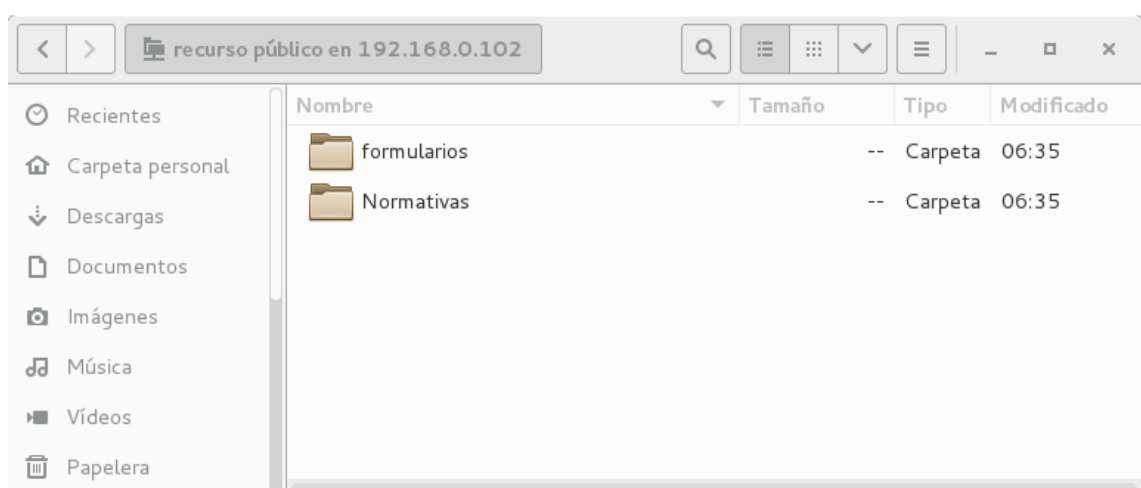 recurso público en 192.168.0.102
Recientes
Carpeta personal
Descargas
Documentos
Imágenes
Música
Vídeos
Papelera
Nombre Tamaño Tipo Modificado
formularios -- Carpeta 06:35
Normativas -- Carpeta 06:35